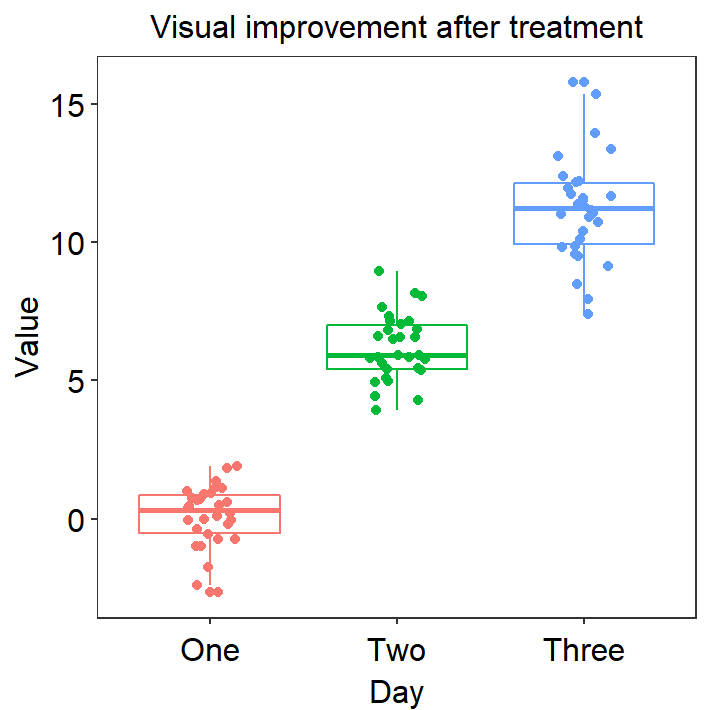 Visual improvement after treatment
15
10
5
0
Value
One Two Three
Day